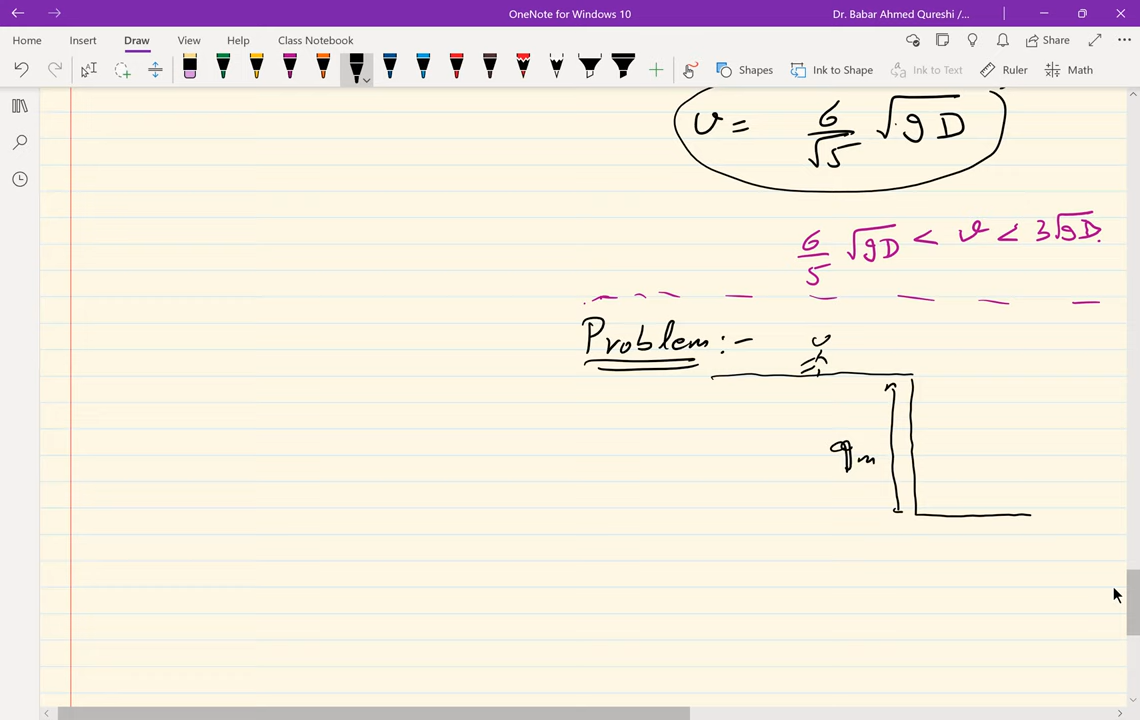 OneNote for Windows 10
Dr. Babar Ahmed Qureshi /...
Home Insert Draw View Help Class Notebook
Share
Shapes Ink to Shape Ink to Text Ruler Math
v = 6/√5 √gD
6/5 √gD < v < 3√gD.
Problem :-
9m